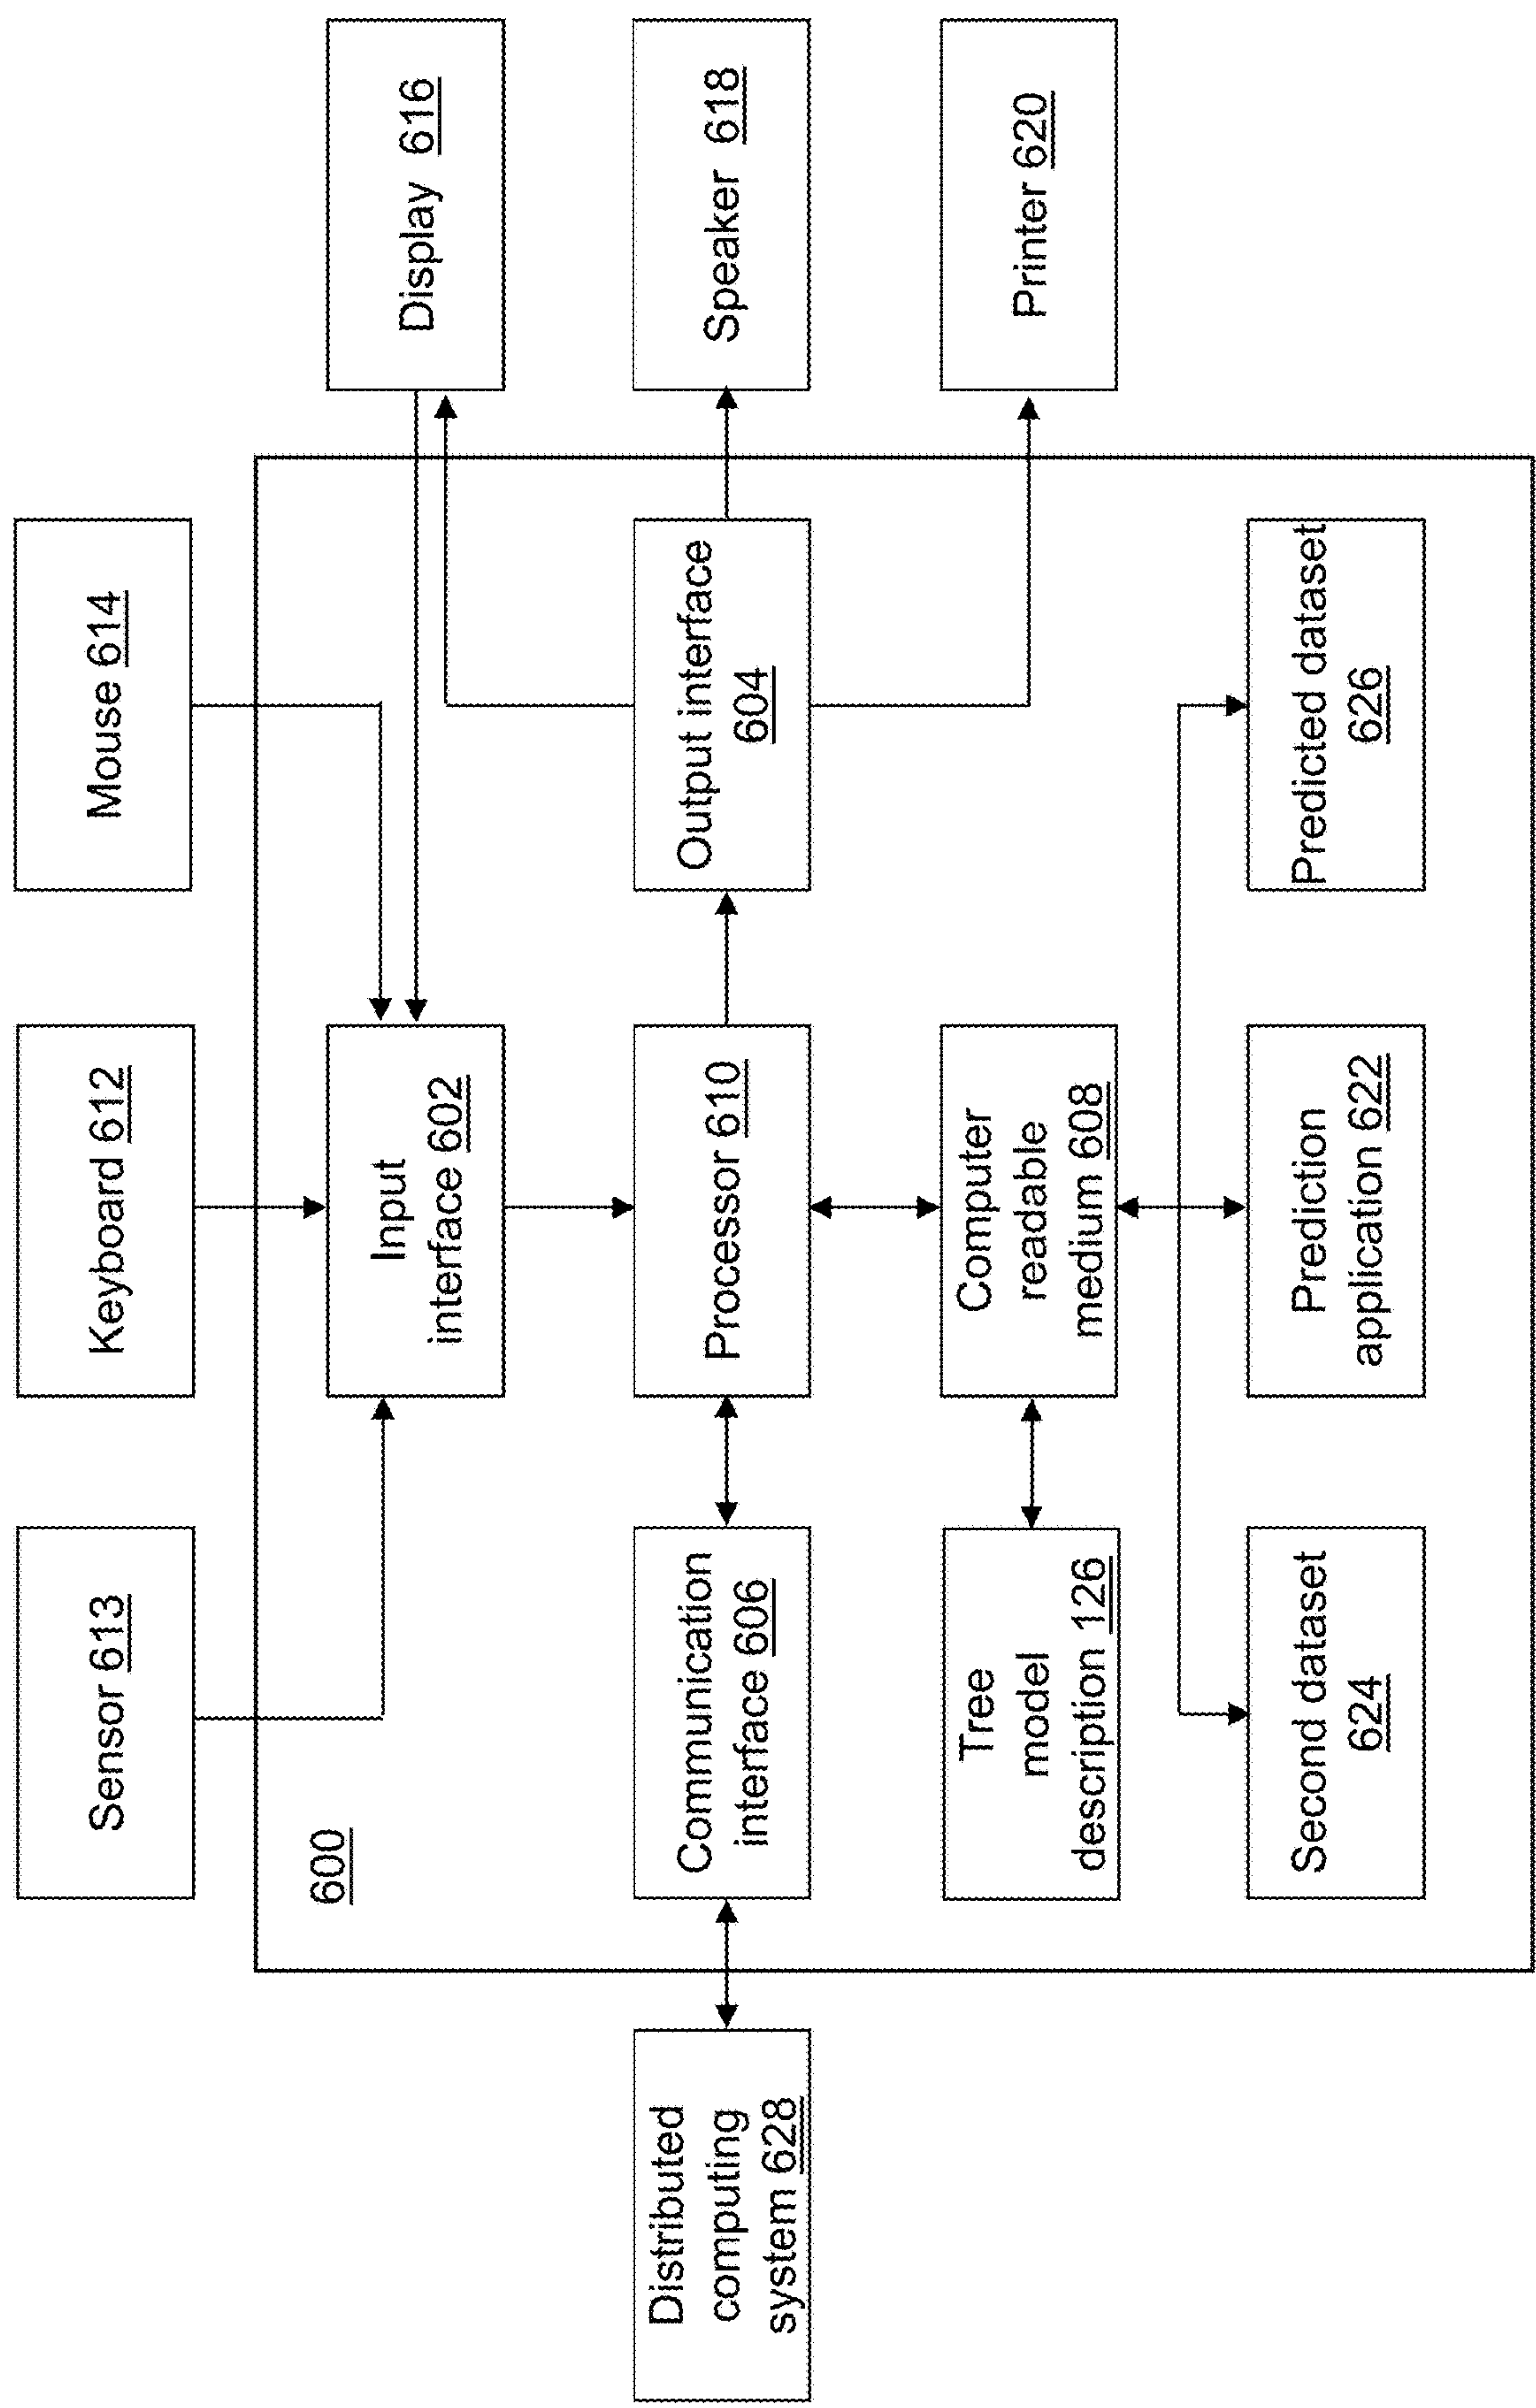 Sensor 613
Keyboard 612
Mouse 614
600
Input
interface 602
Display 616
Distributed
computing
system 628
Communication
interface 606
Processor 610
Output interface
604
Speaker 618
Tree
model
description 126
Computer
readable
medium 608
Printer 620
Second dataset
624
Prediction
application 622
Predicted dataset
626